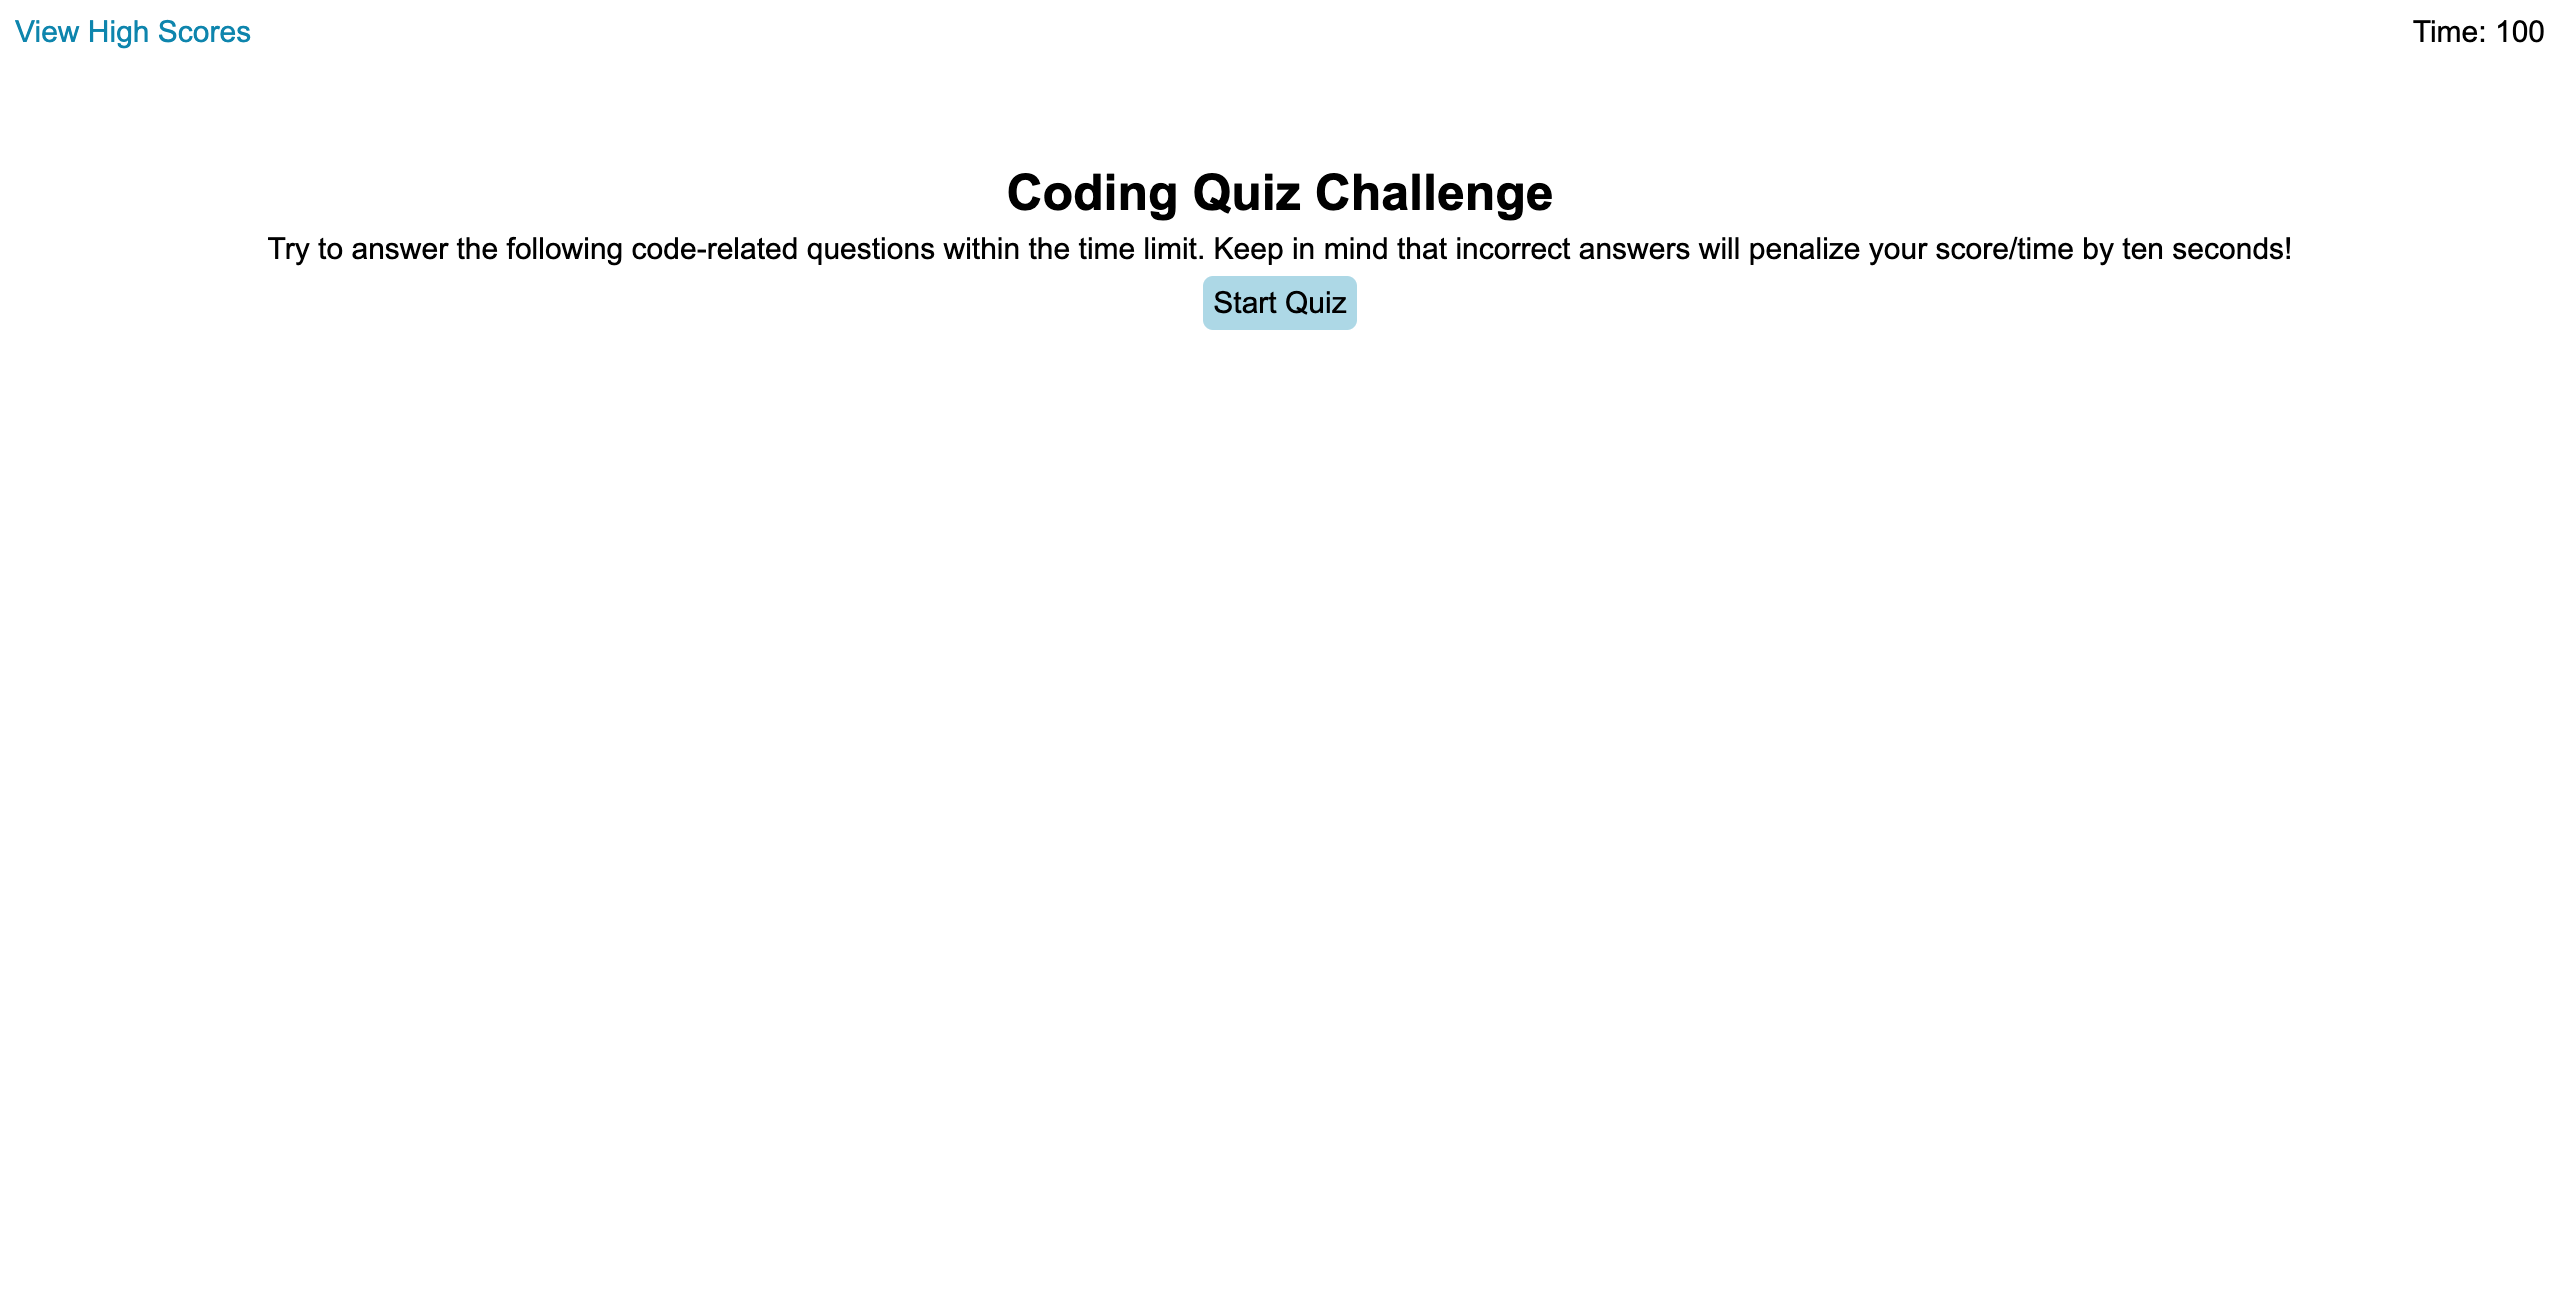 View High Scores
Time: 100
Coding Quiz Challenge
Try to answer the following code-related questions within the time limit. Keep in mind that incorrect answers will penalize your score/time by ten seconds!
Start Quiz